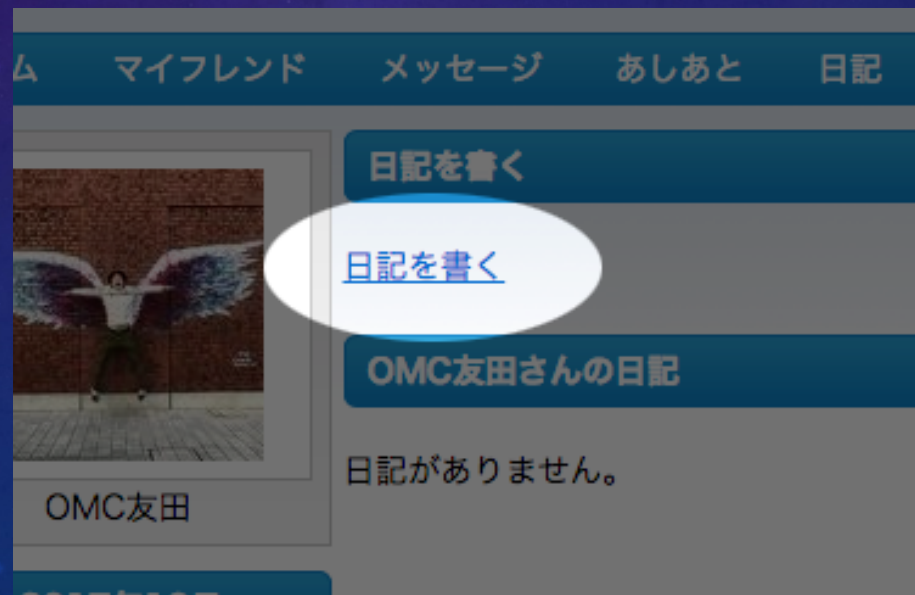 ム マイフレンド メッセージ あしあと 日記
日記を書く
日記を書く
OMC友田さんの日記
日記がありません。
OMC友田